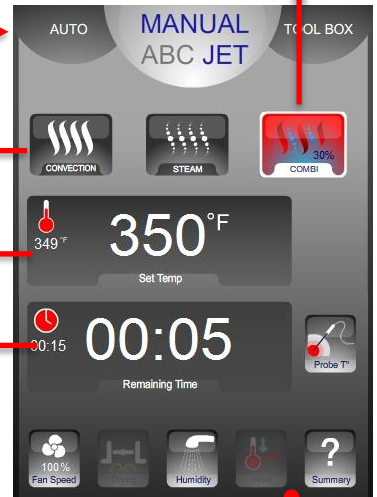 AUTO
MANUAL
ABC JET
TOOL BOX
CONVECTION
STEAM
30%
COMBI
349 °F
350°F
Set Temp
00:15
00:05
Remaining Time
Probe T°
100%
Fan Speed
Humidity
?
Summary